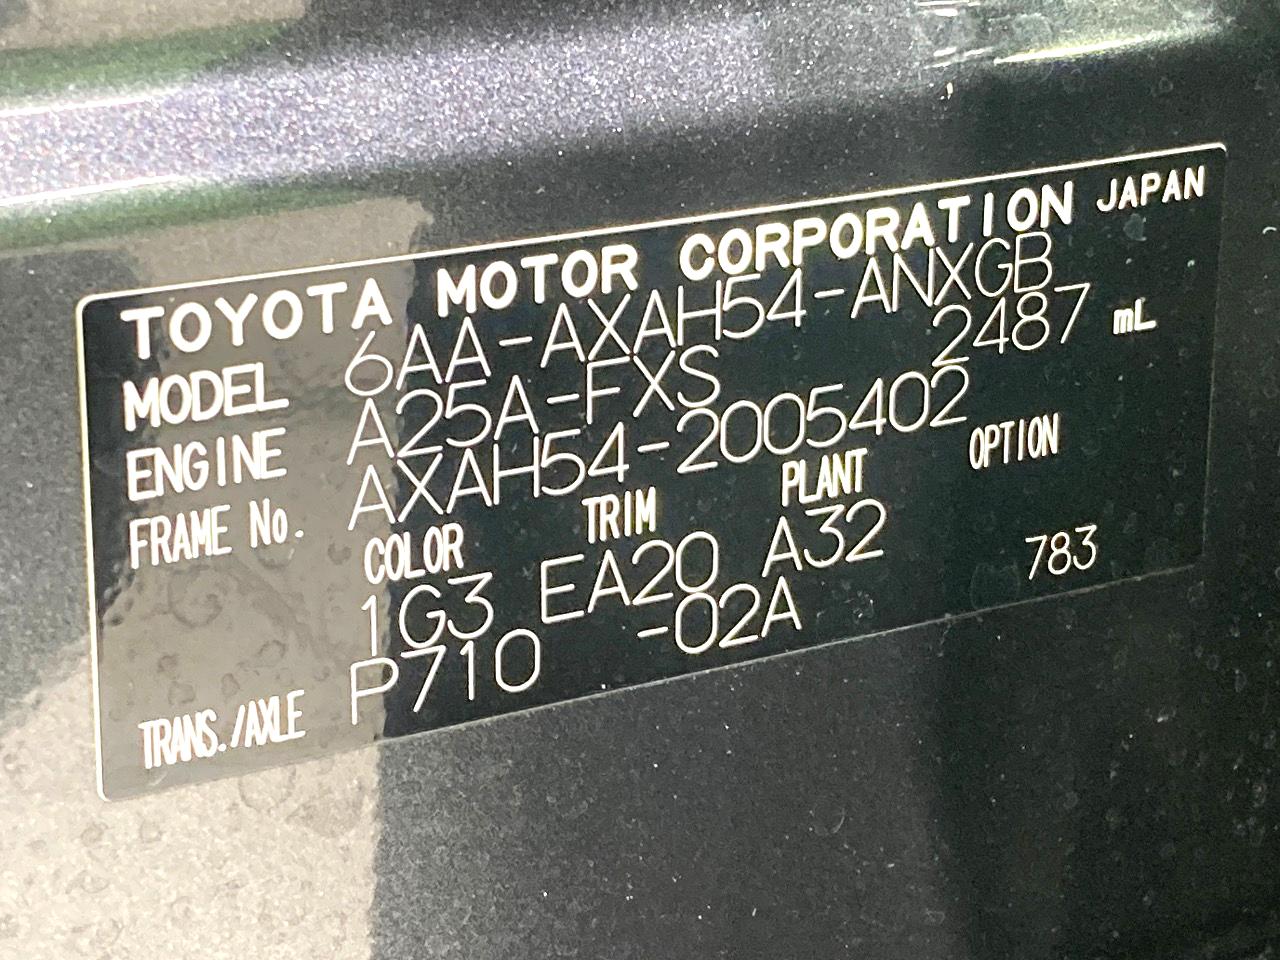 TOYOTA MOTOR CORPORATION JAPAN
MODEL 6AA-AXAH54-ANXGB
ENGINE A25A-FXS 2487 mL
FRAME No. AXAH54-2005402
COLOR TRIM PLANT OPTION
1G3 EA20 A32 783
TRANS./AXLE P710 -02A